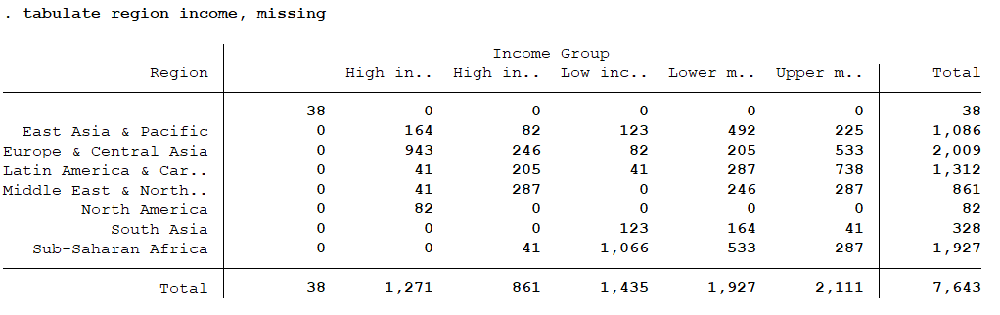 . tabulate region income, missing
Income Group
Region High in.. High in.. Low inc.. Lower m.. Upper m.. Total
38 0 0 0 0 0 38
East Asia & Pacific 0 164 82 123 492 225 1,086
Europe & Central Asia 0 943 246 82 205 533 2,009
Latin America & Car.. 0 41 205 41 287 738 1,312
Middle East & North.. 0 41 287 0 246 287 861
North America 0 82 0 0 0 0 82
South Asia 0 0 0 123 164 41 328
Sub-Saharan Africa 0 0 41 1,066 533 287 1,927
Total 38 1,271 861 1,435 1,927 2,111 7,643